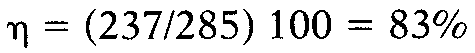 η = (237/285) 100 = 83%